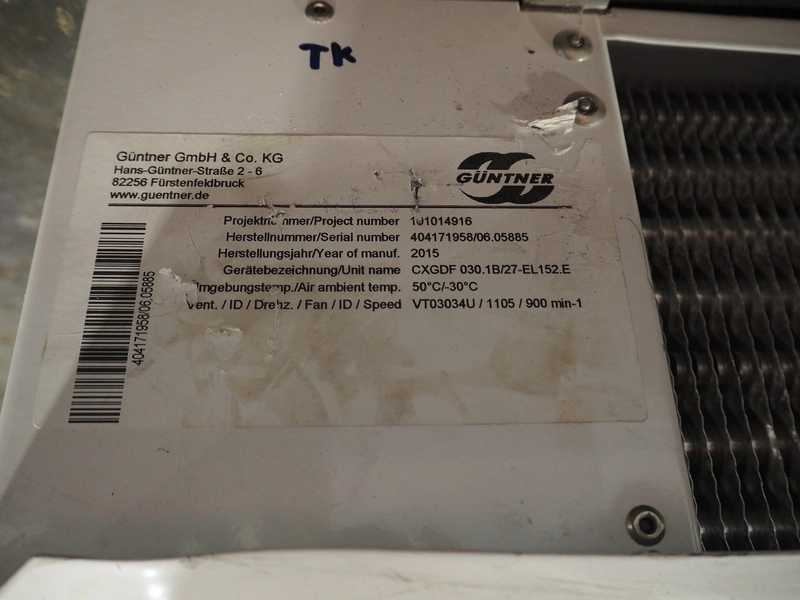 TK
Güntner GmbH & Co. KG
Hans-Güntner-Straße 2 - 6
82256 Fürstenfeldbruck
www.guentner.de
GÜNTNER
Projektnummer/Project number 101014916
Herstellnummer/Serial number 404171958/06.05885
Herstellungsjahr/Year of manuf. 2015
Gerätebezeichnung/Unit name CXGDF 030.1B/27-EL152.E
Umgebungstemp./Air ambient temp. 50°C/-30°C
Vent. / ID / Drehz. / Fan / ID / Speed VT03034U / 1105 / 900 min-1
404171958/06.05885